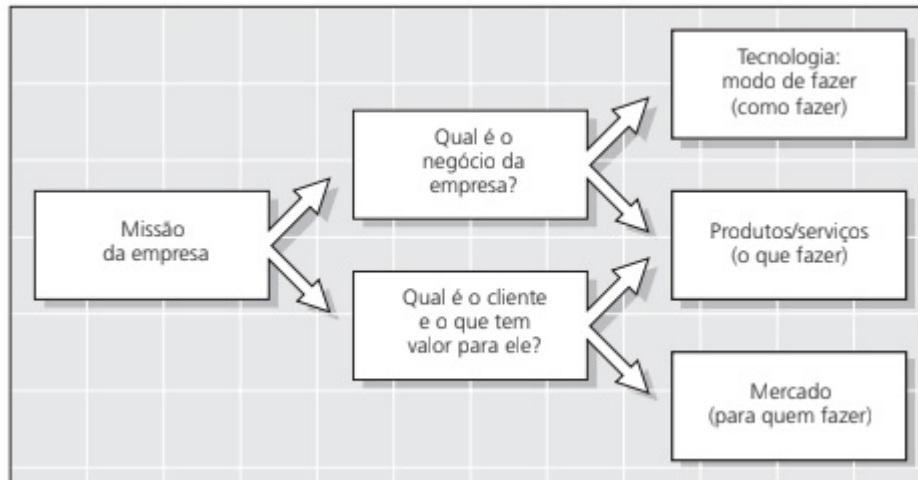 Missão
da empresa
Qual é o
negócio da
empresa?
Qual é o cliente
e o que tem
valor para ele?
Tecnologia:
modo de fazer
(como fazer)
Produtos/serviços
(o que fazer)
Mercado
(para quem fazer)